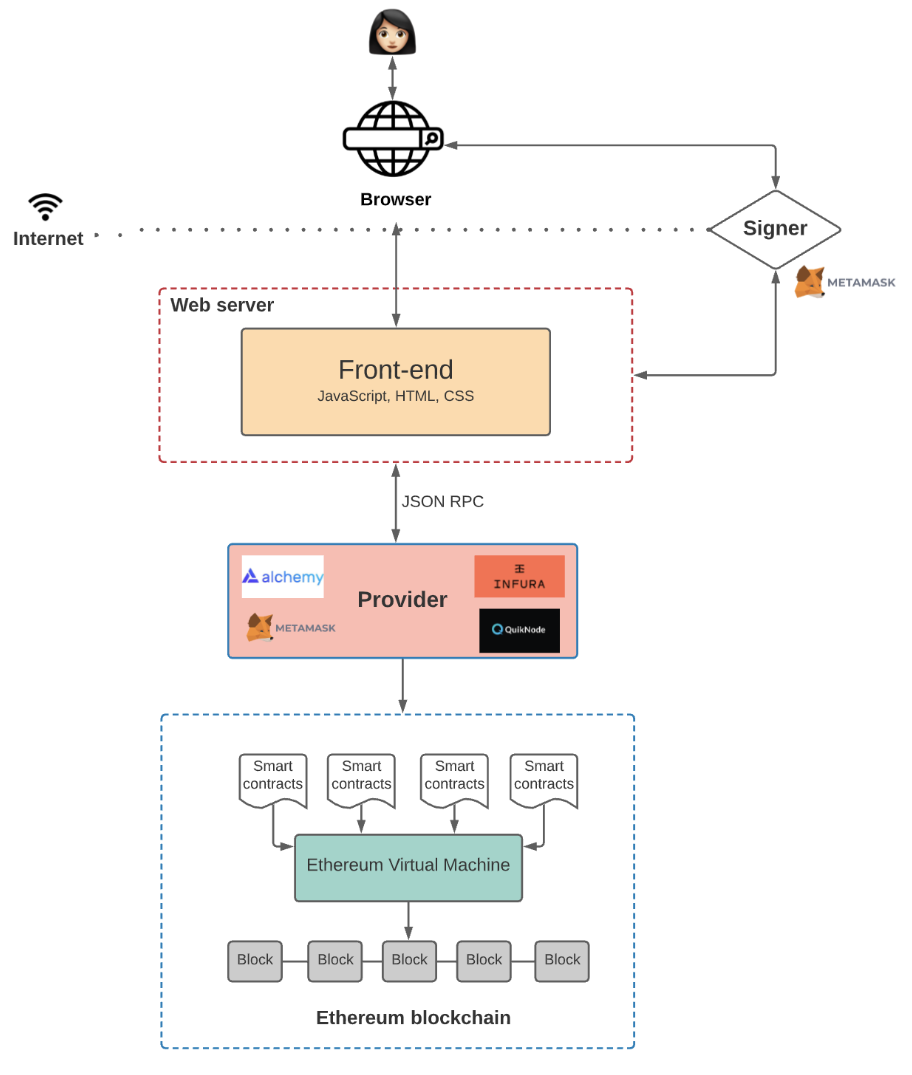 Browser
Internet
Signer
METAMASK
Web server
Front-end
JavaScript, HTML, CSS
JSON RPC
alchemy
INFURA
Provider
METAMASK
QuikNode
Smart
contracts
Smart
contracts
Smart
contracts
Smart
contracts
Ethereum Virtual Machine
Block
Block
Block
Block
Block
Ethereum blockchain